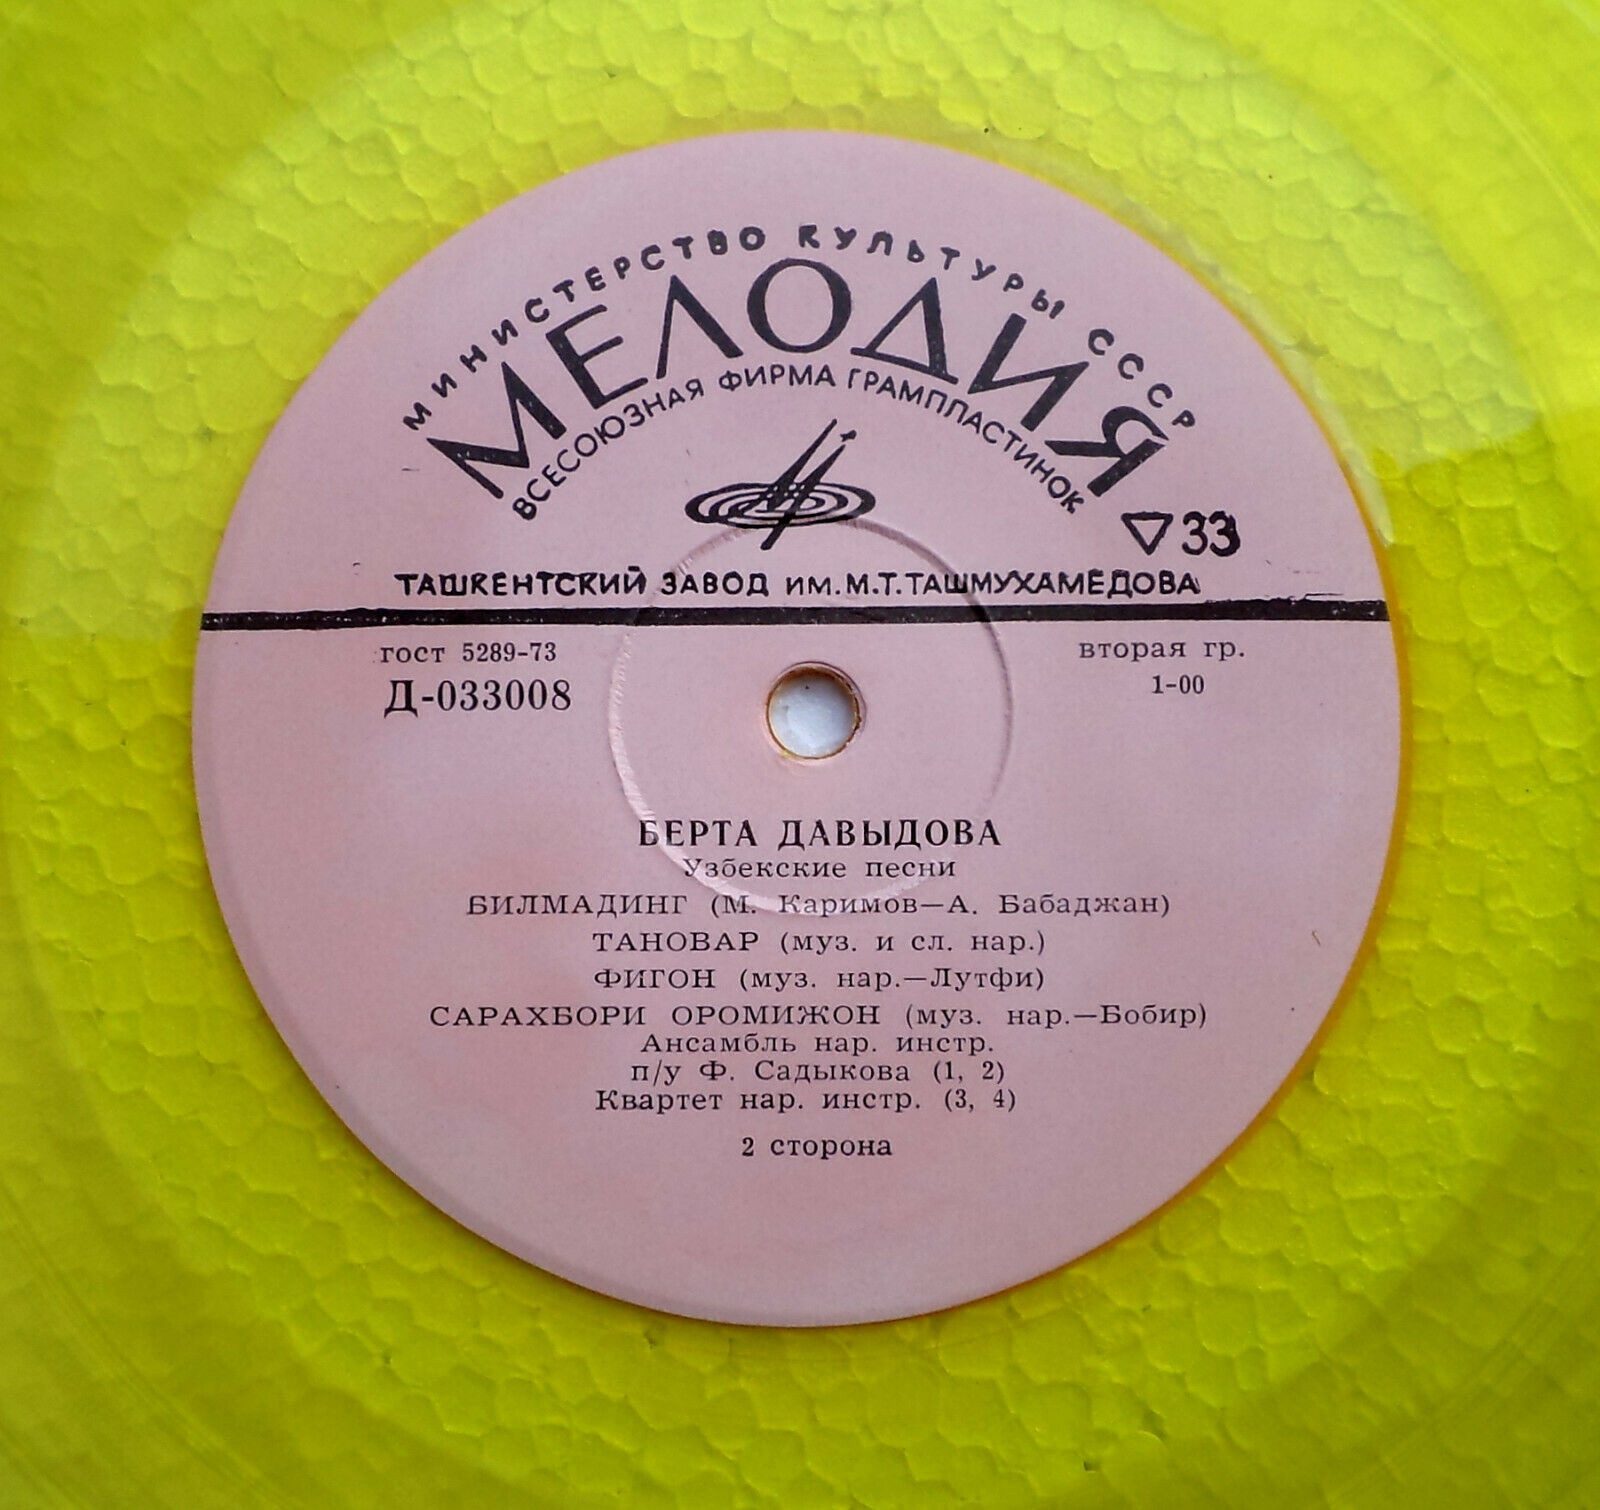 МИНИСТЕРСТВО КУЛЬТУРЫ СССР
МЕЛОДИЯ
ВСЕСОЮЗНАЯ ФИРМА ГРАМПЛАСТИНОК
▽33
ТАШКЕНТСКИЙ ЗАВОД ИМ. М.Т. ТАШМУХАМЕДОВА
гост 5289-73
вторая гр.
Д-033008
1-00
БЕРТА ДАВЫДОВА
Узбекские песни
БИЛМАДИНГ (М. Каримов—А. Бабаджан)
ТАНОВАР (муз. и сл. нар.)
ФИГОН (муз. нар.—Лутфи)
САРАХБОРИ ОРОМИЖОН (муз. нар.—Бобир)
Ансамбль нар. инстр.
п/у Ф. Садыкова (1, 2)
Квартет нар. инстр. (3, 4)
2 сторона